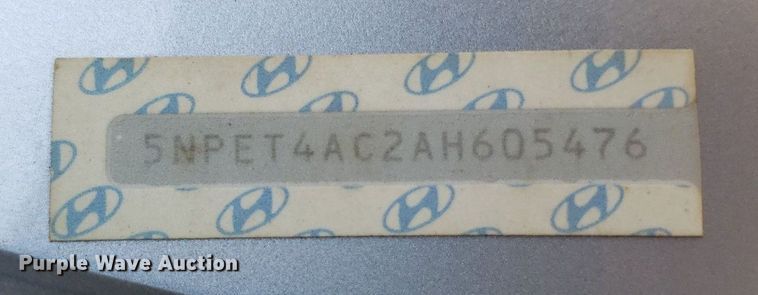 5NPET4AC2AH605476
Purple Wave Auction